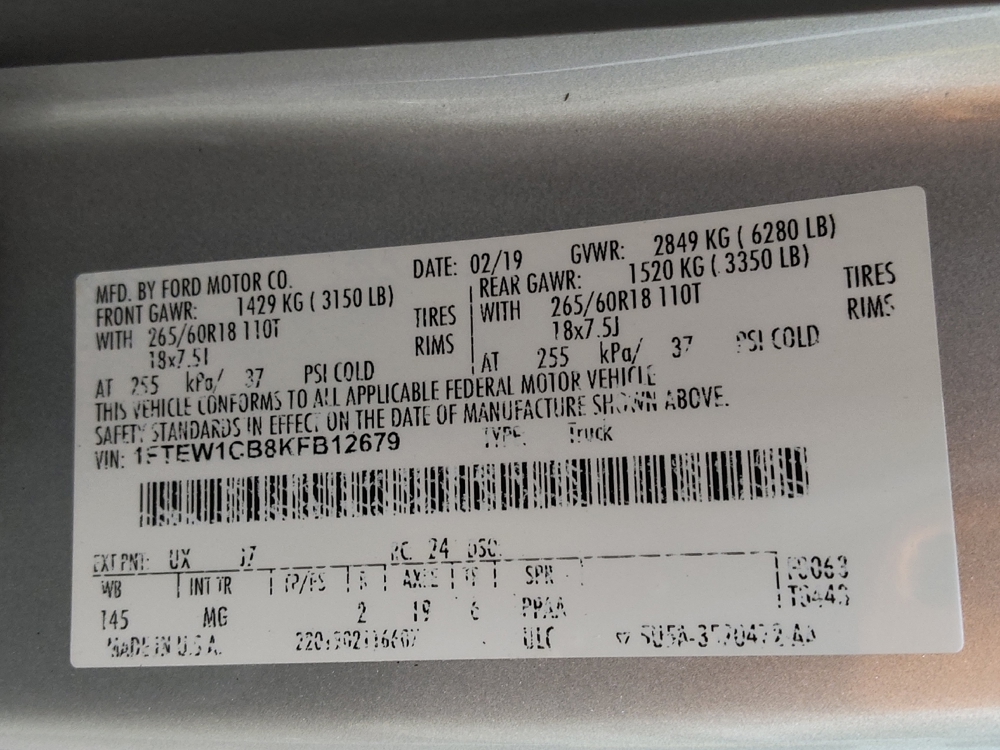 MFD. BY FORD MOTOR CO. DATE: 02/19 GVWR: 2849 KG ( 6280 LB)
FRONT GAWR: 1429 KG ( 3150 LB) REAR GAWR: 1520 KG ( 3350 LB)
WITH 265/60R18 110T TIRES WITH 265/60R18 110T TIRES
18x7.5J RIMS 18x7.5J RIMS
AT 255 kPa/ 37 PSI COLD AT 255 kPa/ 37 PSI COLD
THIS VEHICLE CONFORMS TO ALL APPLICABLE FEDERAL MOTOR VEHICLE
SAFETY STANDARDS IN EFFECT ON THE DATE OF MANUFACTURE SHOWN ABOVE.
VIN: 1FTEW1CB8KFB12679 TYPE: Truck
EXT PNT: UX RC: 24 DSO:
WB INT TR TP/PS R AXLE TR SPR
145 MG 2 19 6
MADE IN U.S.A. ULC